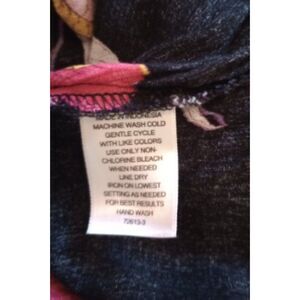 MADE IN INDONESIA
MACHINE WASH COLD
GENTLE CYCLE
WITH LIKE COLORS
USE ONLY NON-
CHLORINE BLEACH
WHEN NEEDED
LINE DRY
IRON ON LOWEST
SETTING AS NEEDED
FOR BEST RESULTS
HAND WASH
72613-3